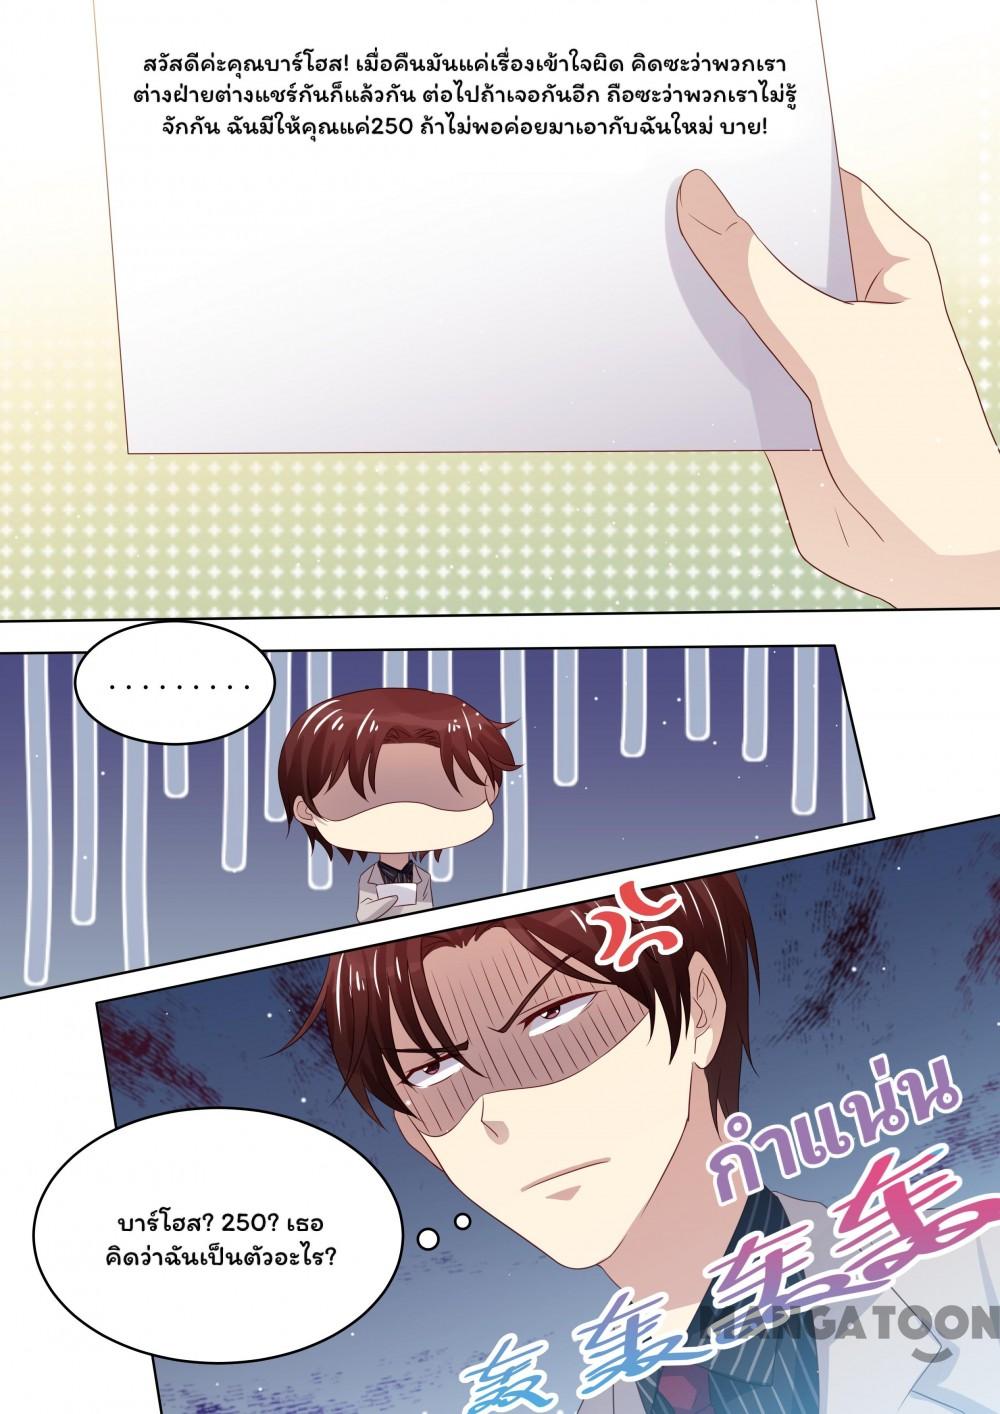 สวัสดีค่ะคุณบาร์โฮส! เมื่อคืนมันแค่เรื่องเข้าใจผิด คิดซะว่าพวกเรา
ต่างฝ่ายต่างแชร์กันก็แล้วกัน ต่อไปถ้าเจอกันอีก ถือซะว่าพวกเราไม่รู้
จักกัน ฉันมีให้คุณแค่250 ถ้าไม่พอค่อยมาเอากับฉันใหม่ บาย!
.........
กำแน่น
บาร์โฮส? 250? เธอ
คิดว่าฉันเป็นตัวอะไร?
轰轰轰轰
MANGATOON